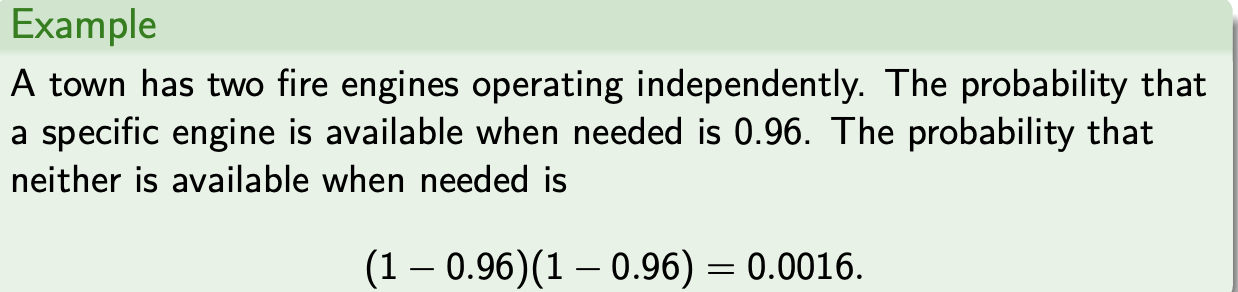 Example
A town has two fire engines operating independently. The probability that
a specific engine is available when needed is 0.96. The probability that
neither is available when needed is
(1 − 0.96)(1 − 0.96) = 0.0016.